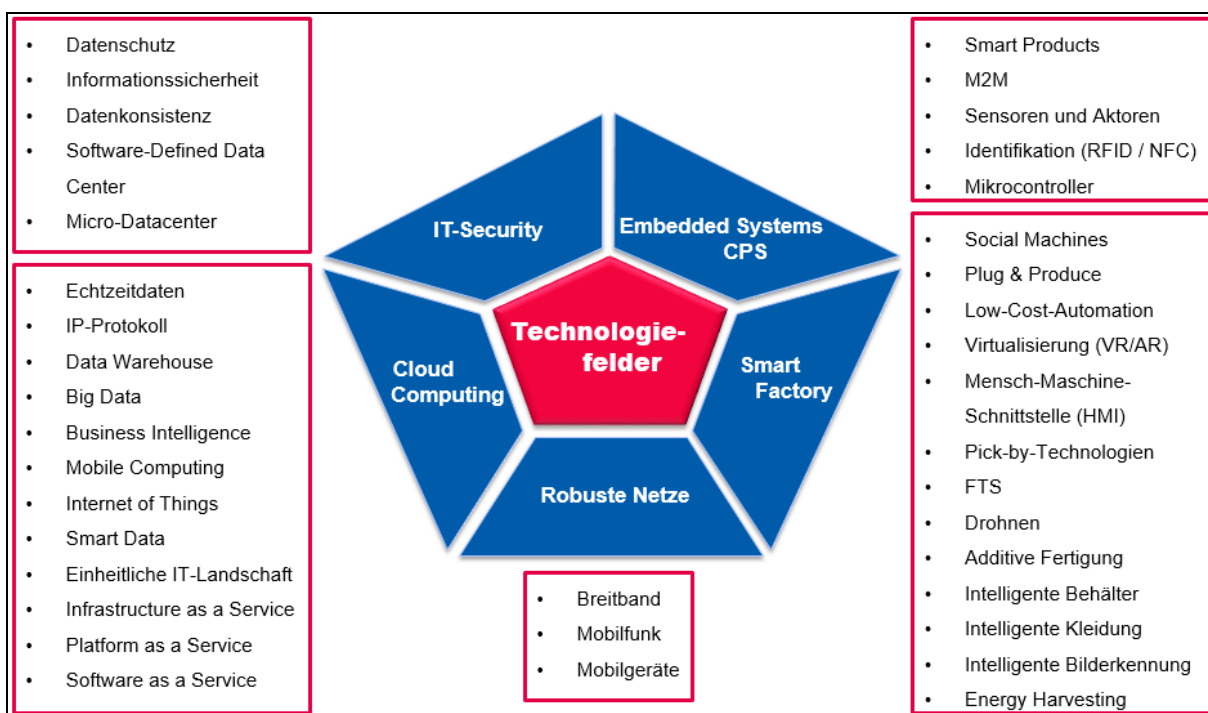 • Datenschutz
• Informationssicherheit
• Datenkonsistenz
• Software-Defined Data
Center
• Micro-Datacenter
• Echtzeitdaten
• IP-Protokoll
• Data Warehouse
• Big Data
• Business Intelligence
• Mobile Computing
• Internet of Things
• Smart Data
• Einheitliche IT-Landschaft
• Infrastructure as a Service
• Platform as a Service
• Software as a Service
IT-Security
Embedded Systems
CPS
Technologie-
felder
Cloud
Computing
Smart
Factory
Robuste Netze
• Breitband
• Mobilfunk
• Mobilgeräte
• Smart Products
• M2M
• Sensoren und Aktoren
• Identifikation (RFID / NFC)
• Mikrocontroller
• Social Machines
• Plug & Produce
• Low-Cost-Automation
• Virtualisierung (VR/AR)
• Mensch-Maschine-
Schnittstelle (HMI)
• Pick-by-Technologien
• FTS
• Drohnen
• Additive Fertigung
• Intelligente Behälter
• Intelligente Kleidung
• Intelligente Bilderkennung
• Energy Harvesting